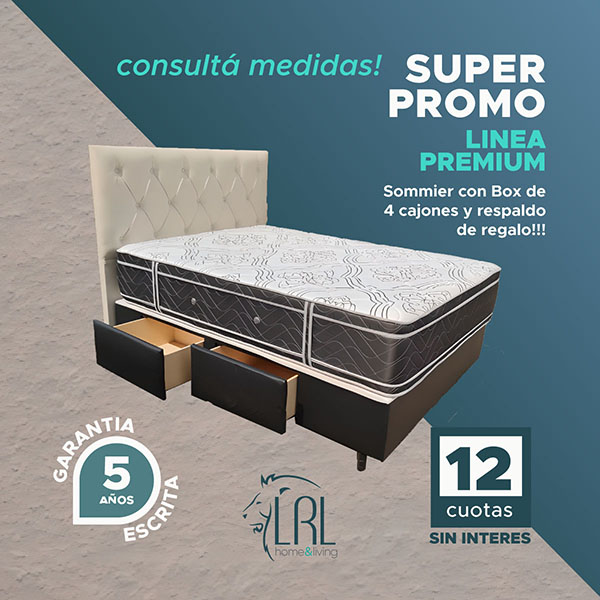 consultá medidas!
SUPER
PROMO
LINEA
PREMIUM
Sommier con Box de
4 cajones y respaldo
de regalo!!!
GARANTIA
5
AÑOS
ESCRITA
LRL
home&living
12
cuotas
SIN INTERES